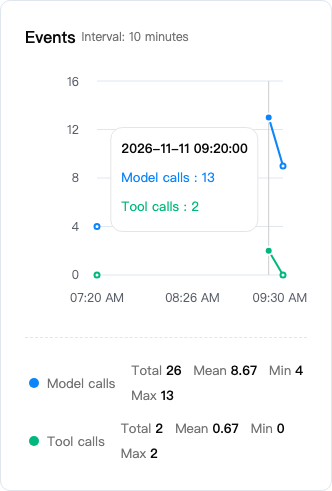 Events Interval: 10 minutes
16
12
2026-11-11 09:20:00
Model calls : 13
8
Tool calls : 2
4
0
07:20 AM 08:26 AM 09:30 AM
Model calls
Total 26 Mean 8.67 Min 4
Max 13
Tool calls
Total 2 Mean 0.67 Min 0
Max 2